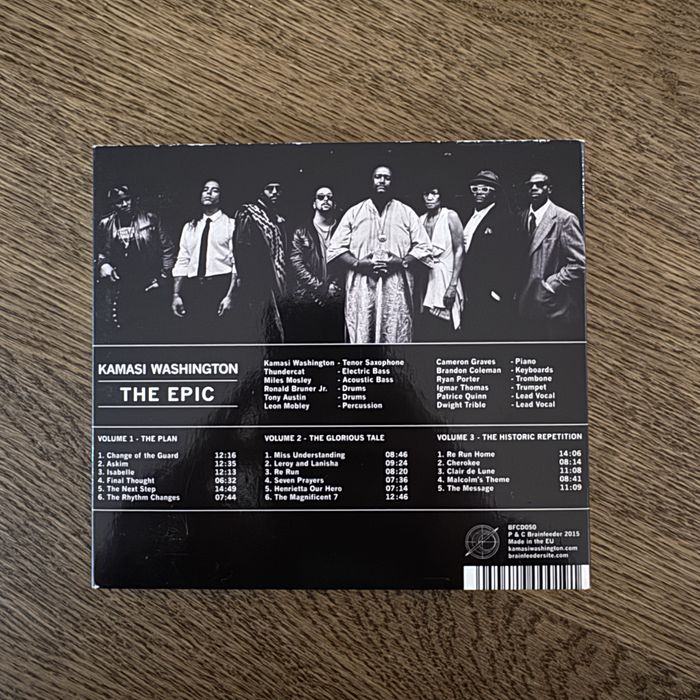 KAMASI WASHINGTON
THE EPIC
Kamasi Washington - Tenor Saxophone
Thundercat - Electric Bass
Miles Mosley - Acoustic Bass
Ronald Bruner Jr. - Drums
Tony Austin - Drums
Leon Mobley - Percussion
Cameron Graves - Piano
Brandon Coleman - Keyboards
Ryan Porter - Trombone
Igmar Thomas - Trumpet
Patrice Quinn - Lead Vocal
Dwight Trible - Lead Vocal
VOLUME 1 - THE PLAN
1. Change of the Guard 12:16
2. Askim 12:35
3. Isabelle 12:13
4. Final Thought 06:32
5. The Next Step 14:49
6. The Rhythm Changes 07:44
VOLUME 2 - THE GLORIOUS TALE
1. Miss Understanding 08:46
2. Leroy and Lanisha 09:24
3. Re Run 08:20
4. Seven Prayers 07:36
5. Henrietta Our Hero 07:14
6. The Magnificent 7 12:46
VOLUME 3 - THE HISTORIC REPETITION
1. Re Run Home 14:06
2. Cherokee 08:14
3. Clair de Lune 11:08
4. Malcolm's Theme 08:41
5. The Message 11:09
BFCD050
P & C Brainfeeder 2015
Made in the EU
kamasiwashington.com
brainfeedersite.com